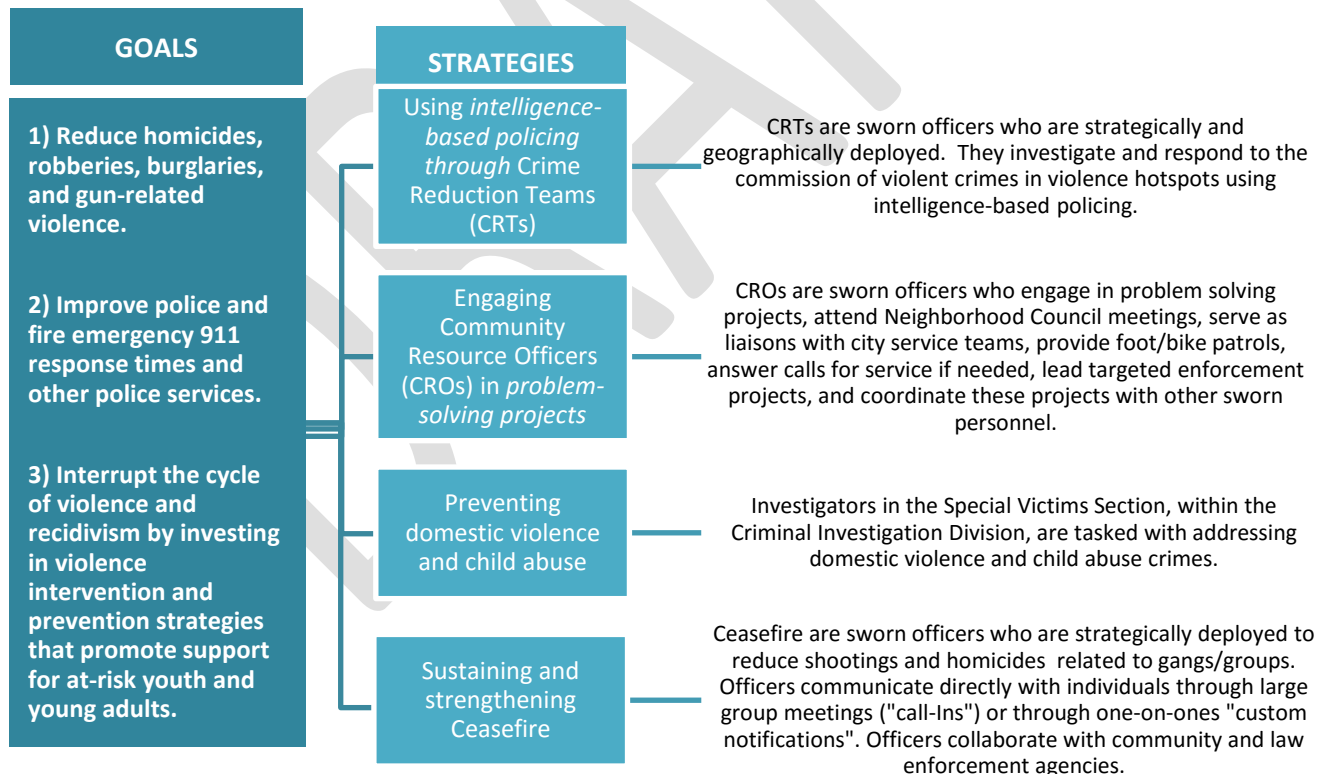 GOALS
1) Reduce homicides,
robberies, burglaries,
and gun-related
violence.
2) Improve police and
fire emergency 911
response times and
other police services.
3) Interrupt the cycle
of violence and
recidivism by investing
in violence
intervention and
prevention strategies
that promote support
for at-risk youth and
young adults.
STRATEGIES
Using intelligence-
based policing
through Crime
Reduction Teams
(CRTs)
CRTs are sworn officers who are strategically and
geographically deployed.  They investigate and respond to the
commission of violent crimes in violence hotspots using
intelligence-based policing.
Engaging
Community
Resource Officers
(CROs) in problem-
solving projects
CROs are sworn officers who engage in problem solving
projects, attend Neighborhood Council meetings, serve as
liaisons with city service teams, provide foot/bike patrols,
answer calls for service if needed, lead targeted enforcement
projects, and coordinate these projects with other sworn
personnel.
Preventing
domestic violence
and child abuse
Investigators in the Special Victims Section, within the
Criminal Investigation Division, are tasked with addressing
domestic violence and child abuse crimes.
Sustaining and
strengthening
Ceasefire
Ceasefire are sworn officers who are strategically deployed to
reduce shootings and homicides  related to gangs/groups.
Officers communicate directly with individuals through large
group meetings ("call-Ins") or through one-on-ones "custom
notifications". Officers collaborate with community and law
enforcement agencies.